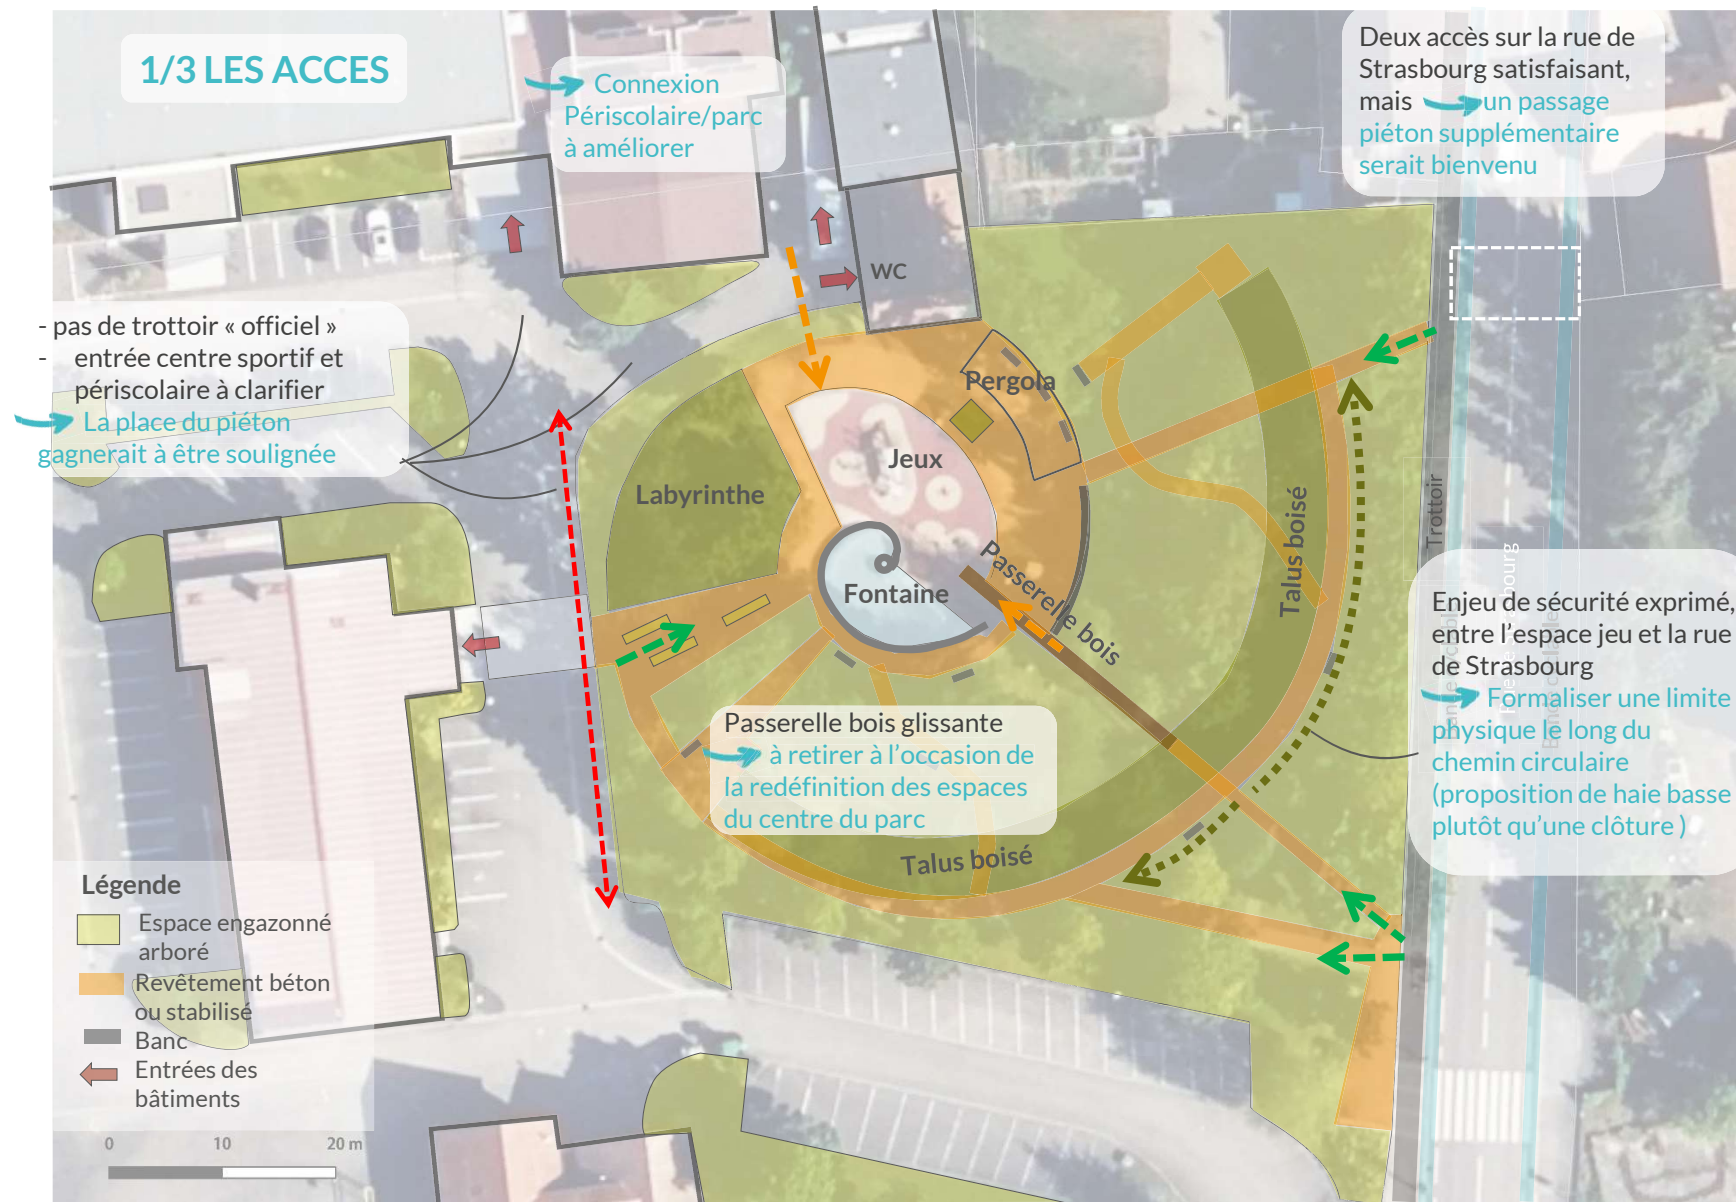 1/3 LES ACCES
Connexion
Périscolaire/parc
à améliorer
Deux accès sur la rue de
Strasbourg satisfaisant,
mais un passage
piéton supplémentaire
serait bienvenu
WC
- pas de trottoir « officiel »
- entrée centre sportif et
périscolaire à clarifier
La place du piéton
gagnerait à être soulignée
Pergola
Jeux
Labyrinthe
Fontaine
Passerelle bois
Talus boisé
Trottoir
Enjeu de sécurité exprimé,
entre l'espace jeu et la rue
de Strasbourg
Formaliser une limite
physique le long du
chemin circulaire
(proposition de haie basse
plutôt qu'une clôture )
Passerelle bois glissante
à retirer à l'occasion de
la redéfinition des espaces
du centre du parc
Talus boisé
Légende
Espace engazonné
arboré
Revêtement béton
ou stabilisé
Banc
Entrées des
bâtiments
0 10 20 m